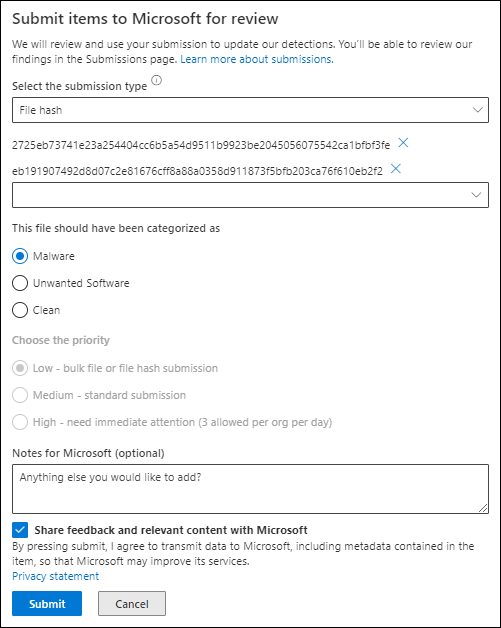 Submit items to Microsoft for review
We will review and use your submission to update our detections. You'll be able to review our
findings in the Submissions page. Learn more about submissions.
Select the submission type
File hash
2725eb73741e23a254404cc6b5a54d9511b9923be2045056075542ca1bfbf3fe
eb191907492d8d07c2e81676cff8a88a0358d911873f5bfb203ca76f610eb2f2
This file should have been categorized as
Malware
Unwanted Software
Clean
Choose the priority
Low - bulk file or file hash submission
Medium - standard submission
High - need immediate attention (3 allowed per org per day)
Notes for Microsoft (optional)
Anything else you would like to add?
Share feedback and relevant content with Microsoft
By pressing submit, I agree to transmit data to Microsoft, including metadata contained in the
item, so that Microsoft may improve its services.
Privacy statement
Submit
Cancel